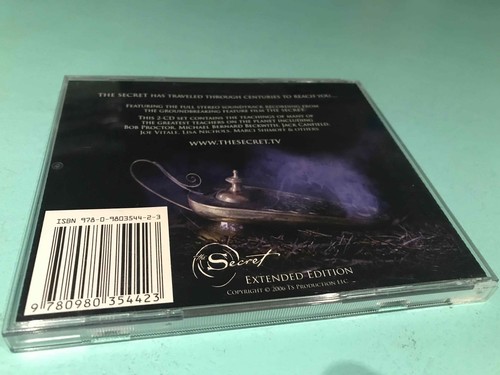 THE SECRET HAS TRAVELED THROUGH CENTURIES TO REACH YOU...
FEATURING THE FULL STEREO SOUNDTRACK RECORDING FROM
THE GROUNDBREAKING FEATURE FILM THE SECRET.
THIS 2-CD SET CONTAINS THE TEACHINGS OF MANY OF
THE GREATEST TEACHERS ON THE PLANET INCLUDING
BOB PROCTOR, MICHAEL BERNARD BECKWITH, JACK CANFIELD,
JOE VITALE, LISA NICHOLS, MARCI SHIMOFF & OTHERS
WWW.THESECRET.TV
ISBN 978-0-9803544-2-3
9 780980 354423
the Secret
EXTENDED EDITION
COPYRIGHT © 2006 TS PRODUCTION LLC